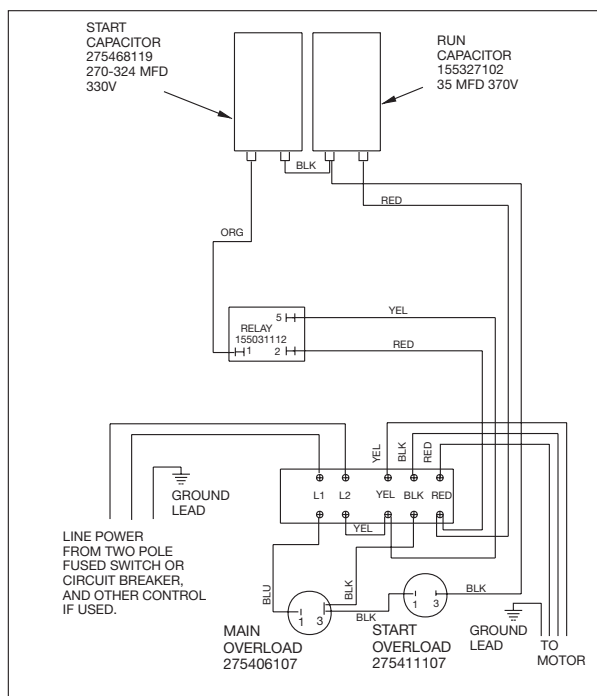 START
CAPACITOR
275468119
270-324 MFD
330V
RUN
CAPACITOR
155327102
35 MFD 370V
BLK
RED
ORG
YEL
5
RELAY
155031112
1
2
RED
YEL
BLK
RED
GROUND
LEAD
L1
L2
YEL
BLK
RED
LINE POWER
FROM TWO POLE
FUSED SWITCH OR
CIRCUIT BREAKER,
AND OTHER CONTROL
IF USED.
YEL
BLU
BLK
BLK
BLK
1
3
1
3
MAIN
OVERLOAD
275406107
START
OVERLOAD
275411107
GROUND
LEAD
TO
MOTOR